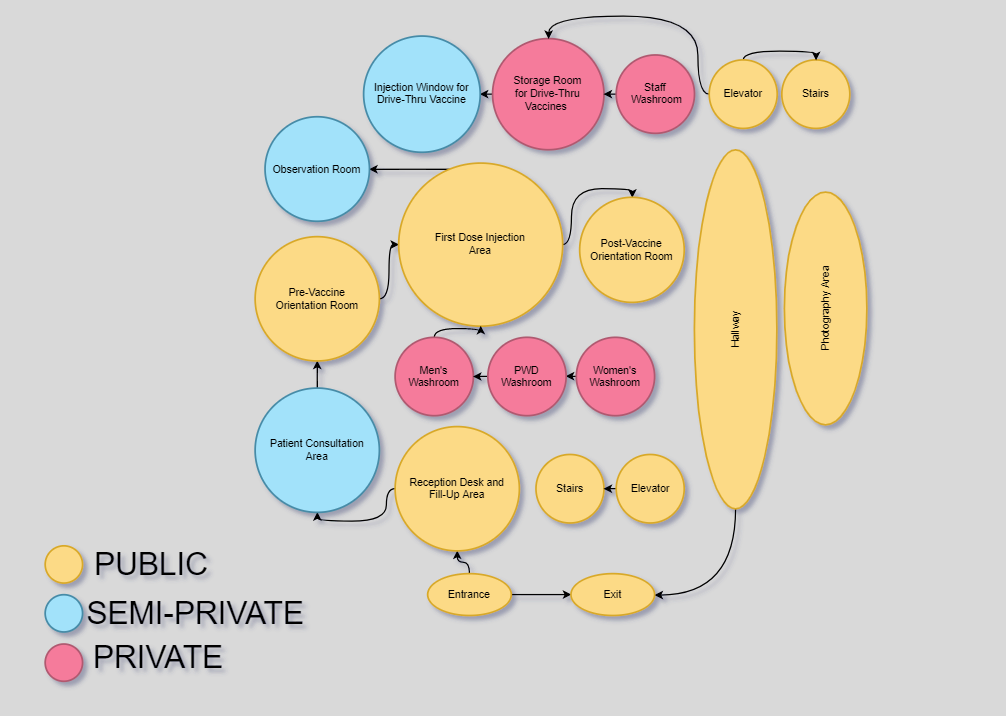 Injection Window for
Drive-Thru Vaccine
Storage Room
for Drive-Thru
Vaccines
Staff
Washroom
Elevator
Stairs
Observation Room
First Dose Injection
Area
Post-Vaccine
Orientation Room
Pre-Vaccine
Orientation Room
Hallway
Photography Area
Men's
Washroom
PWD
Washroom
Women's
Washroom
Patient Consultation
Area
Reception Desk and
Fill-Up Area
Stairs
Elevator
Entrance
Exit
PUBLIC
SEMI-PRIVATE
PRIVATE